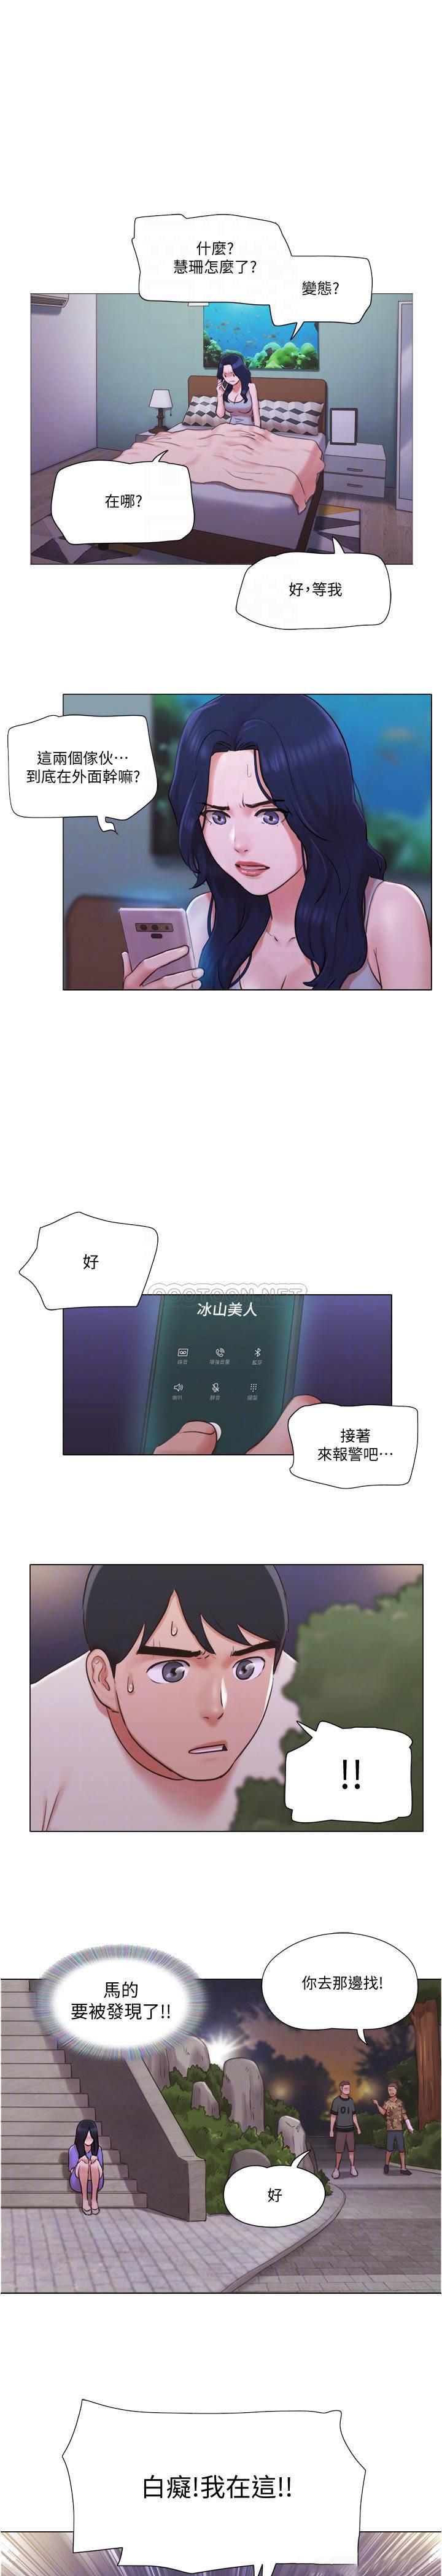 什麼?
慧珊怎麼了?
變態?
在哪?
好,等我
這兩個傢伙…
到底在外面幹嘛?
好
冰山美人
接著
來報警吧…
!!
馬的
要被發現了!!
你去那邊找!
好
白癡!我在這!!